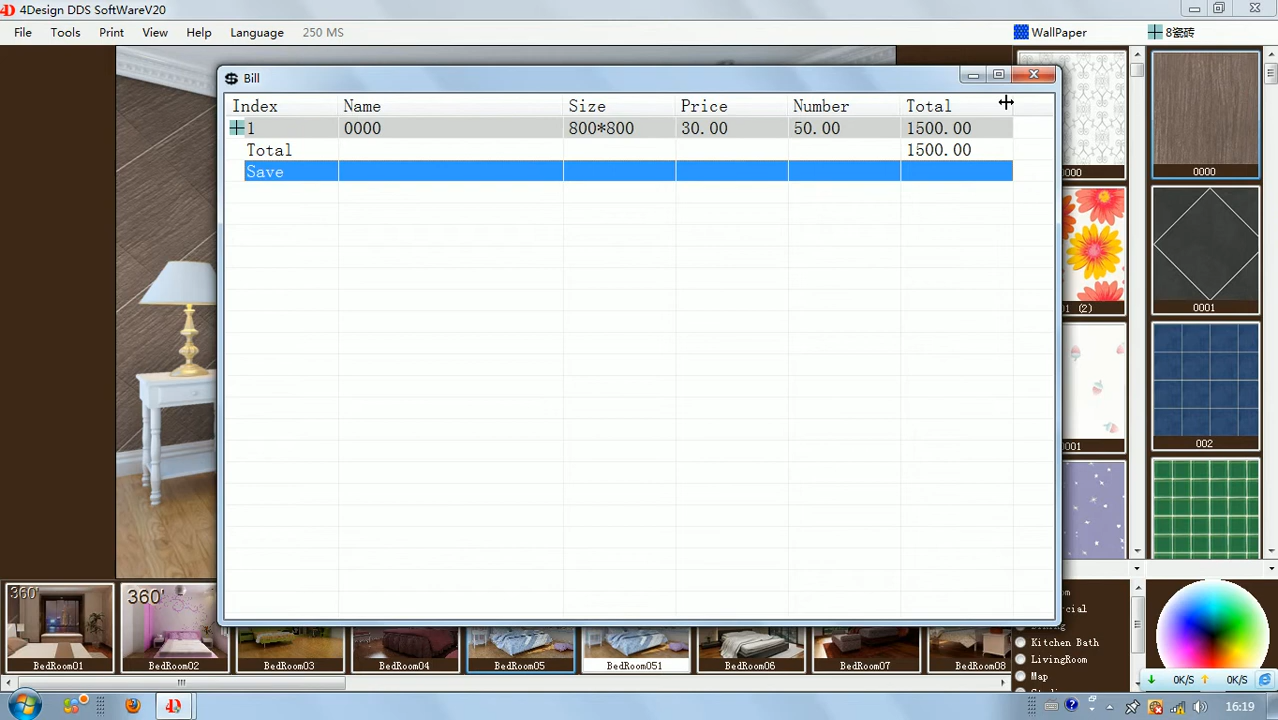 4Design DDS SoftWareV20
File Tools Print View Help Language 250 MS
WallPaper
8瓷砖
Bill
Index Name Size Price Number Total
1 0000 800*800 30.00 50.00 1500.00
Total 1500.00
Save
0000
0001
002
360'
360'
BedRoom01 BedRoom02 BedRoom03 BedRoom04 BedRoom05 BedRoom051 BedRoom06 BedRoom07 BedRoom08
Kitchen Bath
LivingRoom
Map
0K/S 0K/S
16:19